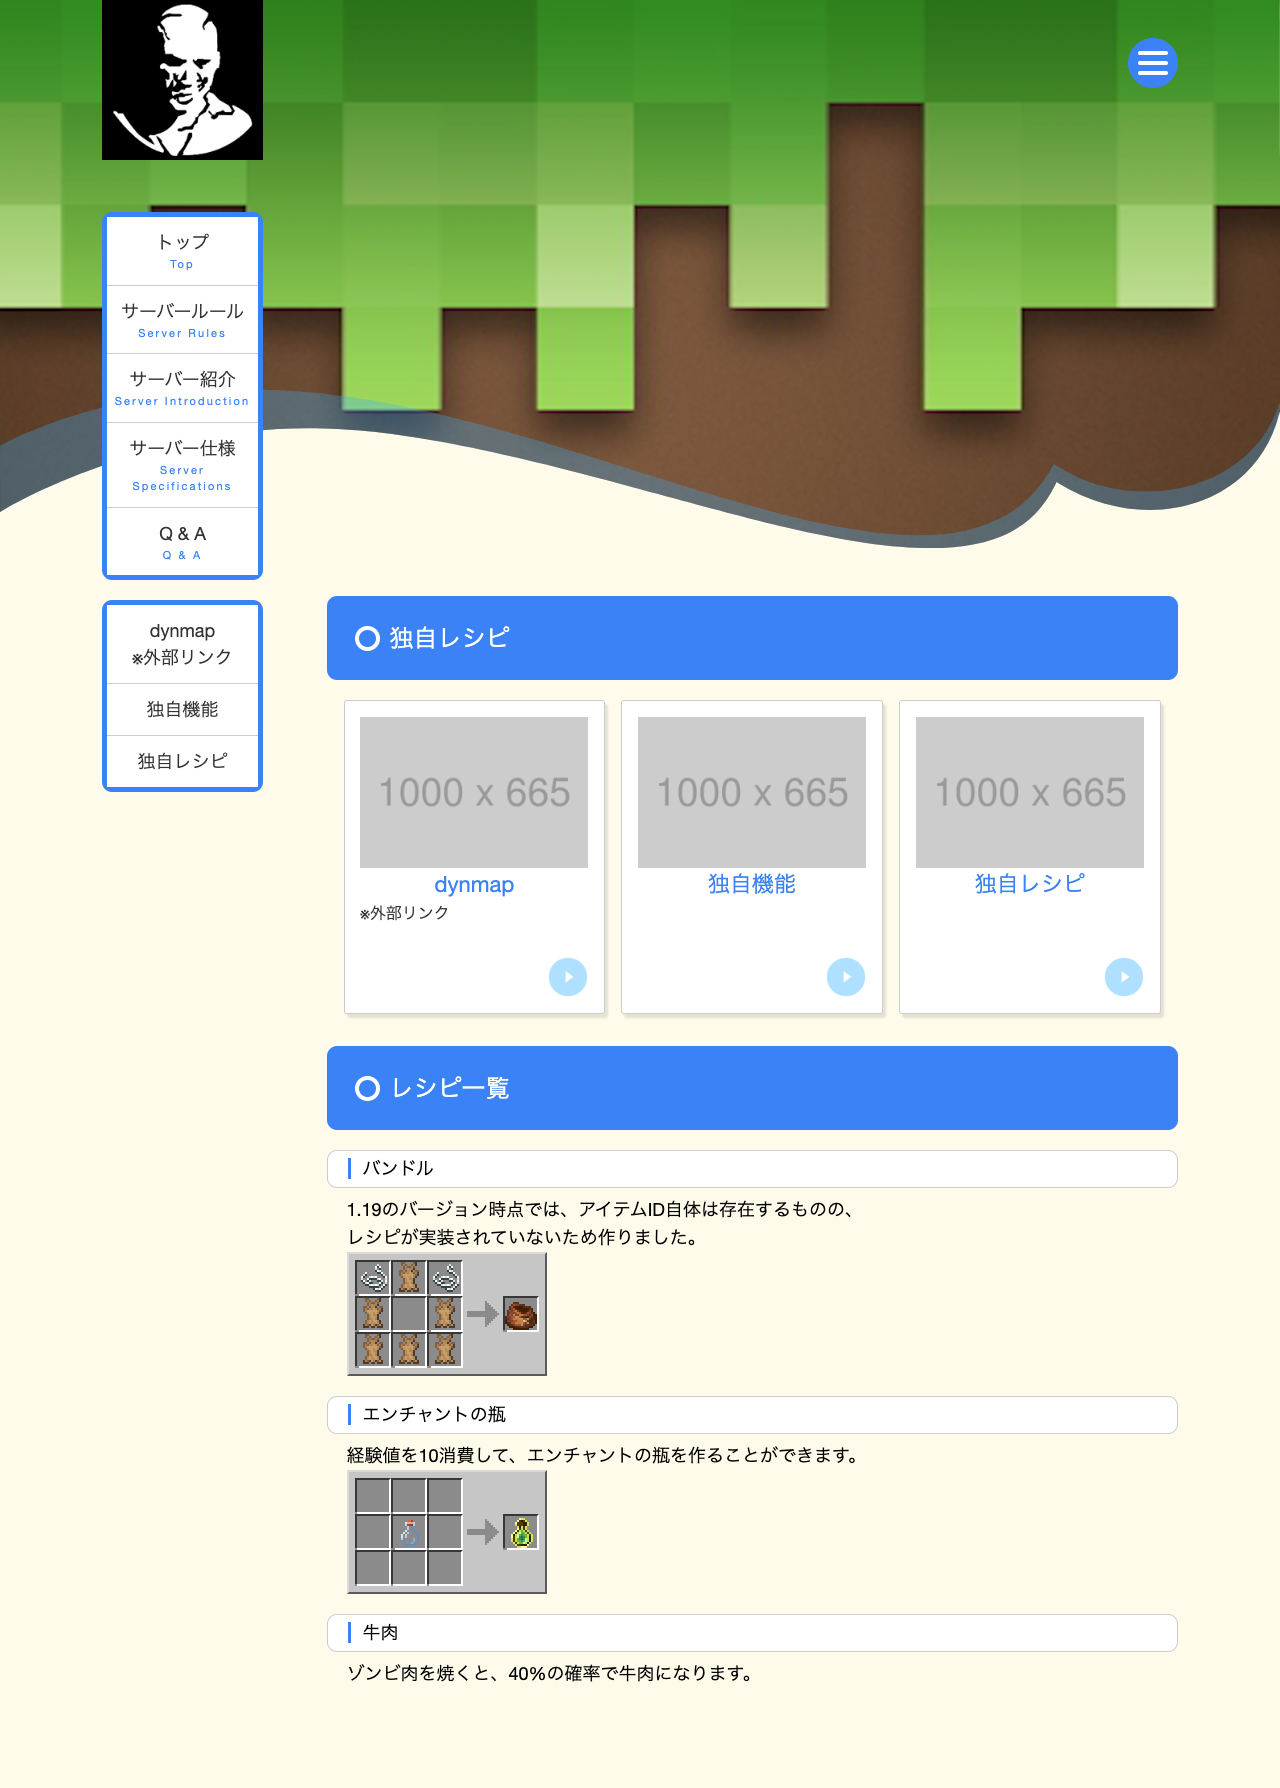 トップ
Top
サーバールール
Server Rules
サーバー紹介
Server Introduction
サーバー仕様
Server
Specifications
Q & A
Q & A
dynmap
※外部リンク
独自機能
独自レシピ
独自レシピ
1000 x 665
1000 x 665
1000 x 665
dynmap
独自機能
独自レシピ
※外部リンク
レシピ一覧
バンドル
1.19のバージョン時点では、アイテムID自体は存在するものの、
レシピが実装されていないため作りました。
エンチャントの瓶
経験値を10消費して、エンチャントの瓶を作ることができます。
牛肉
ゾンビ肉を焼くと、40%の確率で牛肉になります。